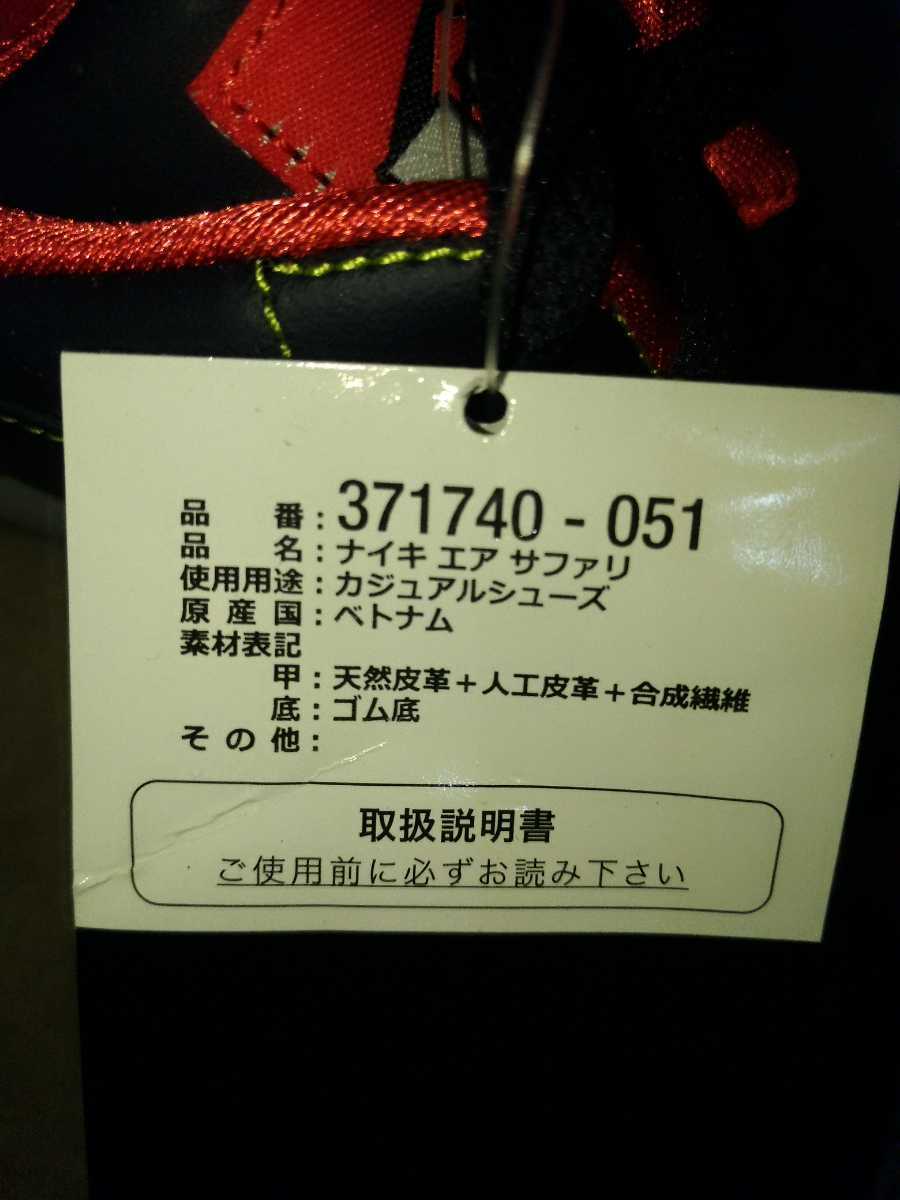 品 番 : 371740 - 051
品 名 : ナイキ エア サファリ
使用用途 : カジュアルシューズ
原 産 国 : ベトナム
素材表記
甲 : 天然皮革＋人工皮革＋合成繊維
底 : ゴム底
そ の 他 :
取扱説明書
ご使用前に必ずお読み下さい